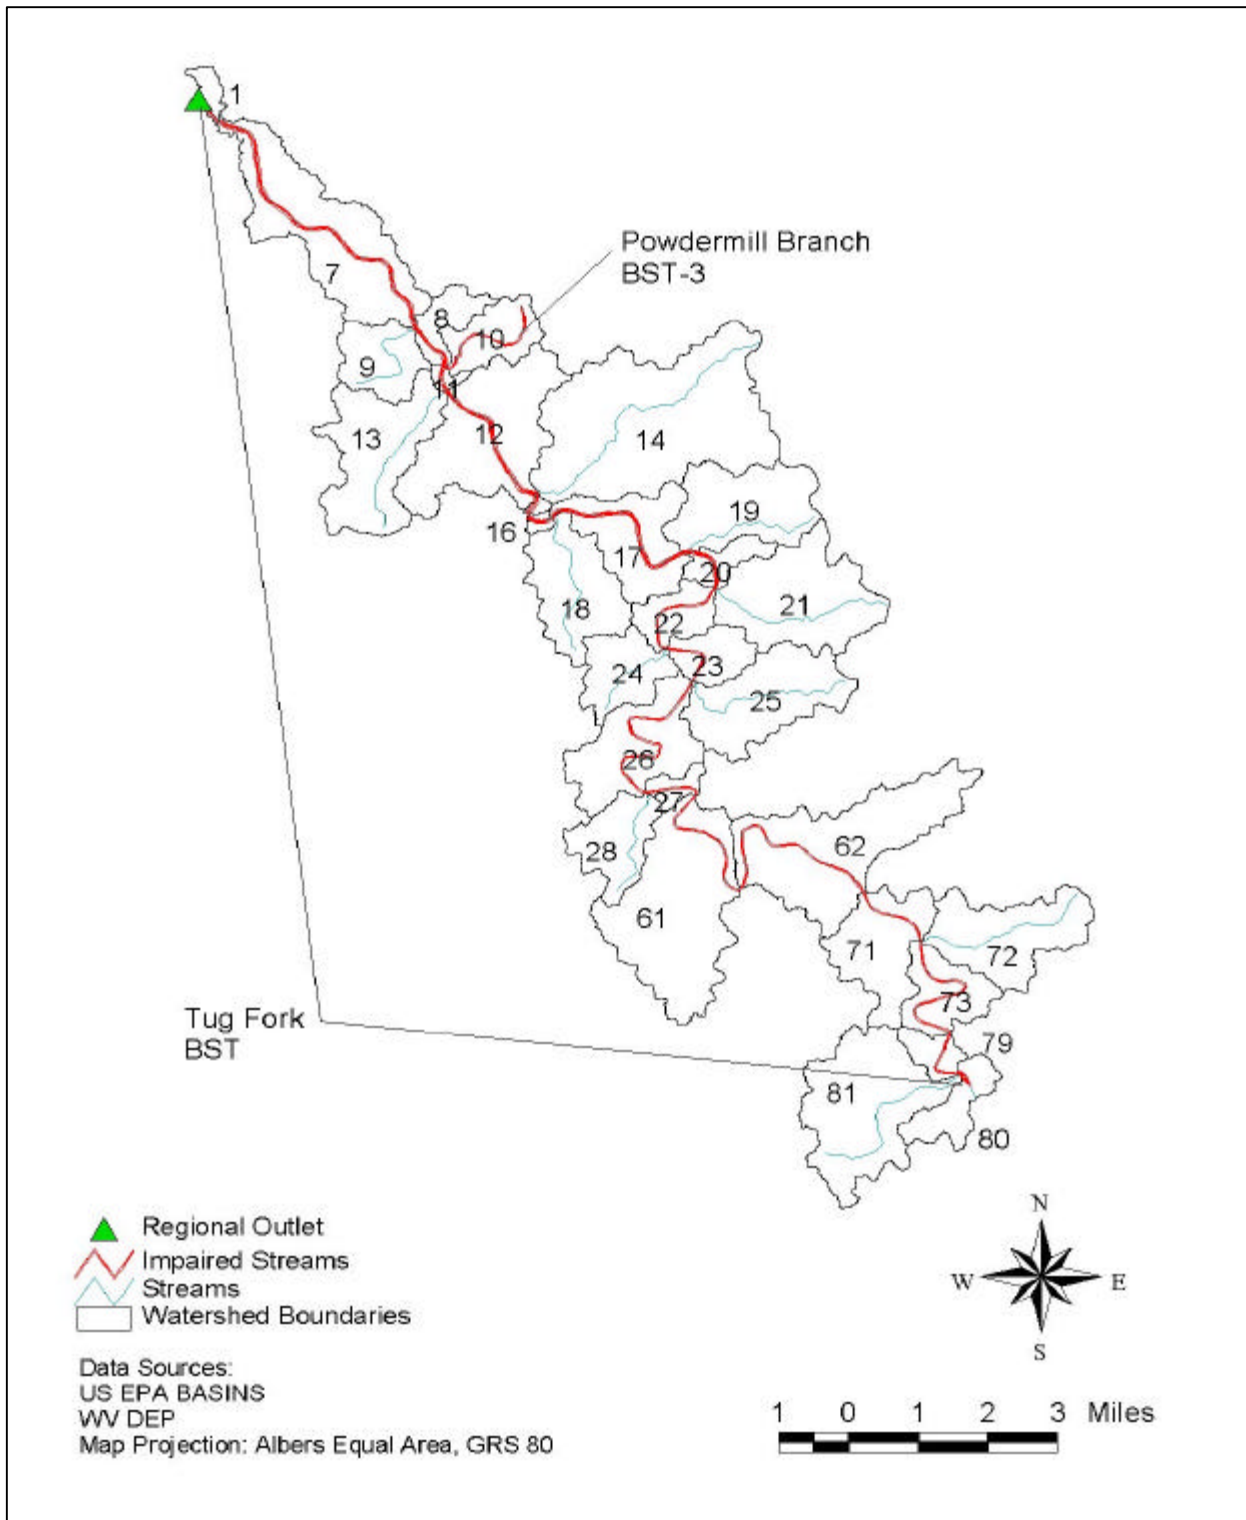 1
Powdermill Branch
BST-3
7
8
10
9
11
12
13
14
16
17
19
20
18
21
22
23
24
25
26
27
28
62
61
71
72
73
Tug Fork
BST
79
81
80
Regional Outlet
Impaired Streams
Streams
Watershed Boundaries
N
W E
S
Data Sources:
US EPA BASINS
WV DEP
Map Projection: Albers Equal Area, GRS 80
1 0 1 2 3 Miles